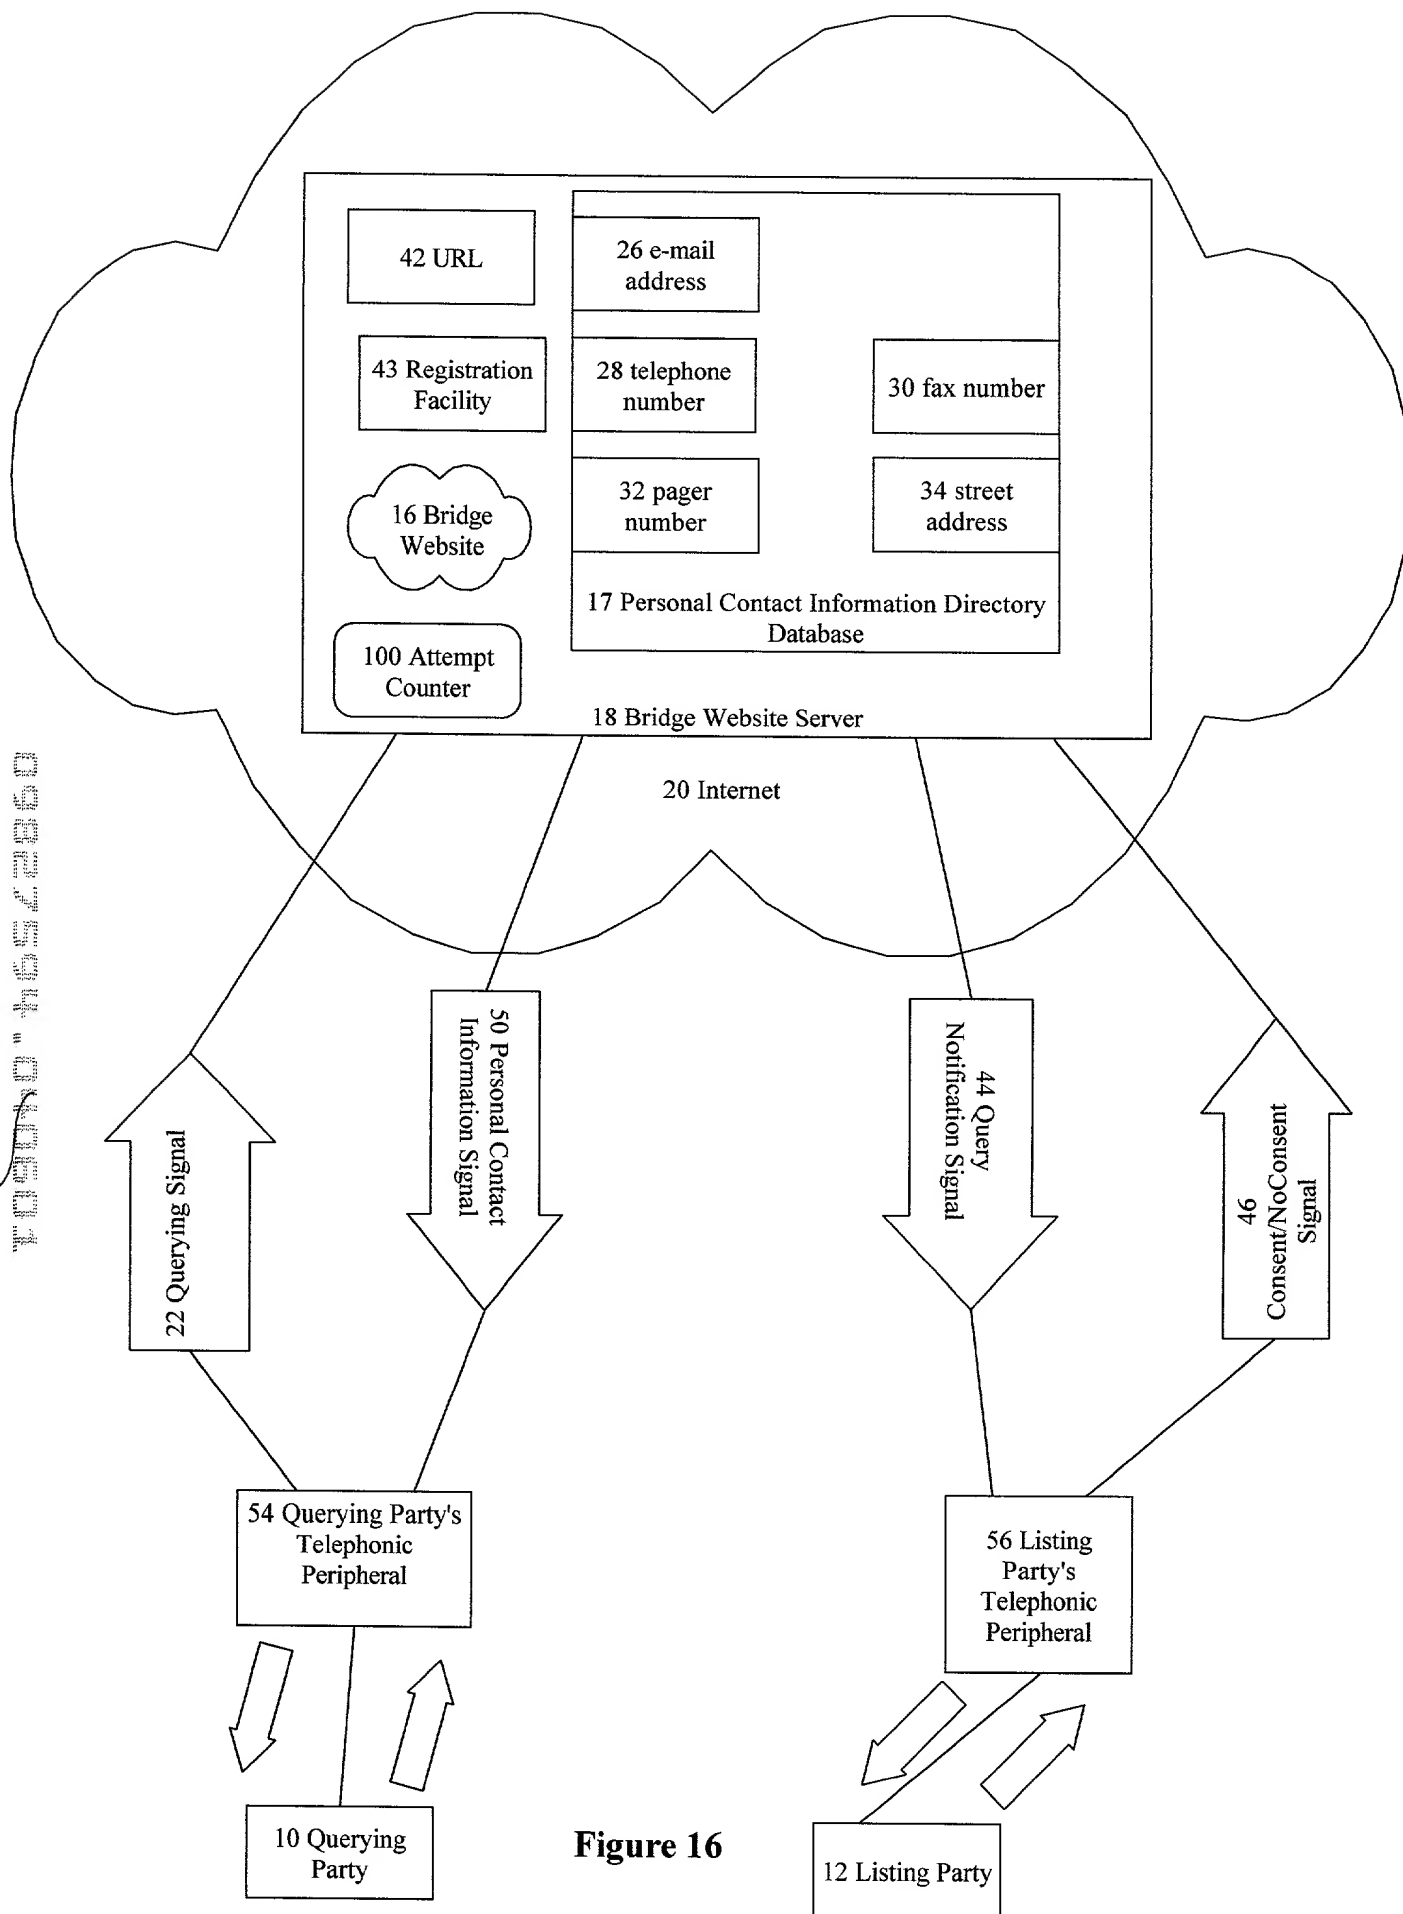 42 URL
26 e-mail
address
43 Registration
Facility
28 telephone
number
30 fax number
16 Bridge
Website
32 pager
number
34 street
address
17 Personal Contact Information Directory
Database
100 Attempt
Counter
18 Bridge Website Server
20 Internet
22 Querying Signal
50 Personal Contact
Information Signal
44 Query
Notification Signal
46
Consent/NoConsent
Signal
54 Querying Party's
Telephonic
Peripheral
56 Listing
Party's
Telephonic
Peripheral
10 Querying
Party
Figure 16
12 Listing Party
09827594.040601